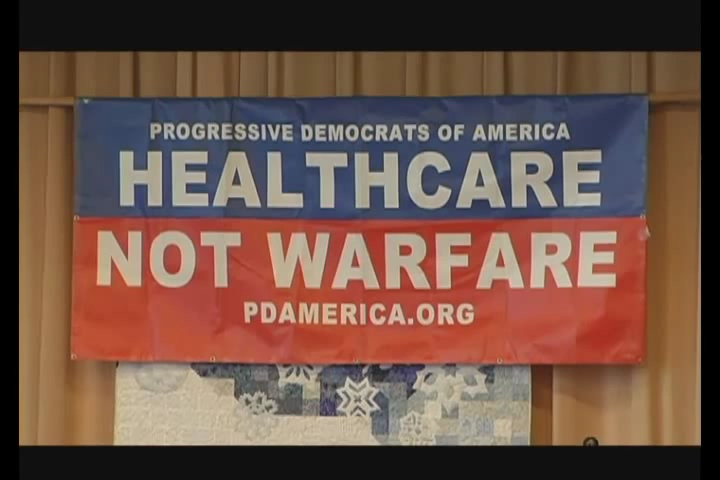 PROGRESSIVE DEMOCRATS OF AMERICA
HEALTHCARE
NOT WARFARE
PDAMERICA.ORG